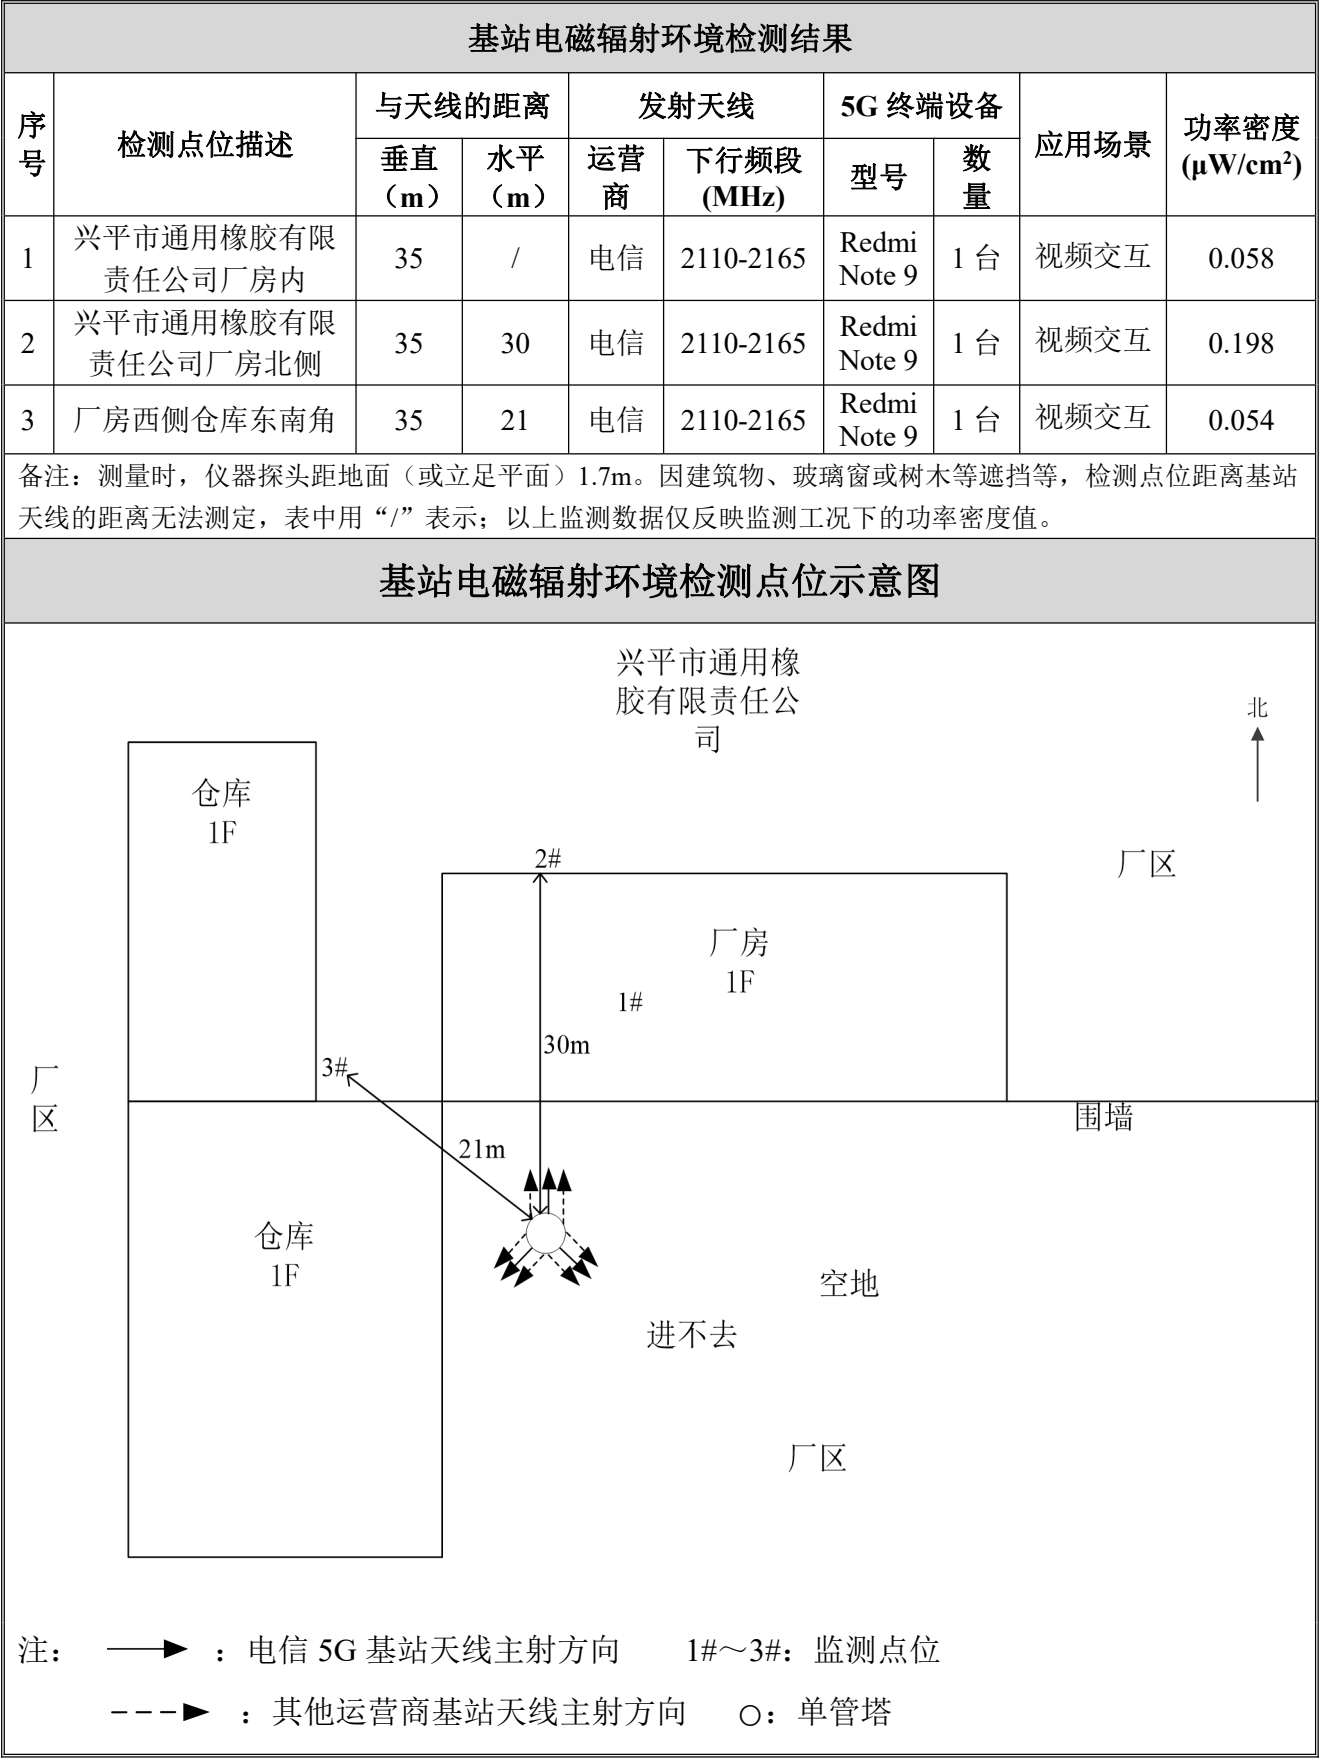 基站电磁辐射环境检测结果
序号
检测点位描述
与天线的距离
发射天线
5G 终端设备
应用场景
功率密度
(μW/cm²)
垂直
（m）
水平
（m）
运营
商
下行频段
(MHz)
型号
数
量
1
兴平市通用橡胶有限
责任公司厂房内
35
/
电信
2110-2165
Redmi
Note 9
1 台
视频交互
0.058
2
兴平市通用橡胶有限
责任公司厂房北侧
35
30
电信
2110-2165
Redmi
Note 9
1 台
视频交互
0.198
3
厂房西侧仓库东南角
35
21
电信
2110-2165
Redmi
Note 9
1 台
视频交互
0.054
备注：测量时，仪器探头距地面（或立足平面）1.7m。因建筑物、玻璃窗或树木等遮挡等，检测点位距离基站
天线的距离无法测定，表中用“/”表示；以上监测数据仅反映监测工况下的功率密度值。
基站电磁辐射环境检测点位示意图
兴平市通用橡
胶有限责任公
司
北
仓库
1F
2#
厂区
厂房
1F
1#
30m
3#
厂
区
围墙
21m
仓库
1F
空地
进不去
厂区
注： ：电信 5G 基站天线主射方向 1#～3#：监测点位
：其他运营商基站天线主射方向 ○：单管塔